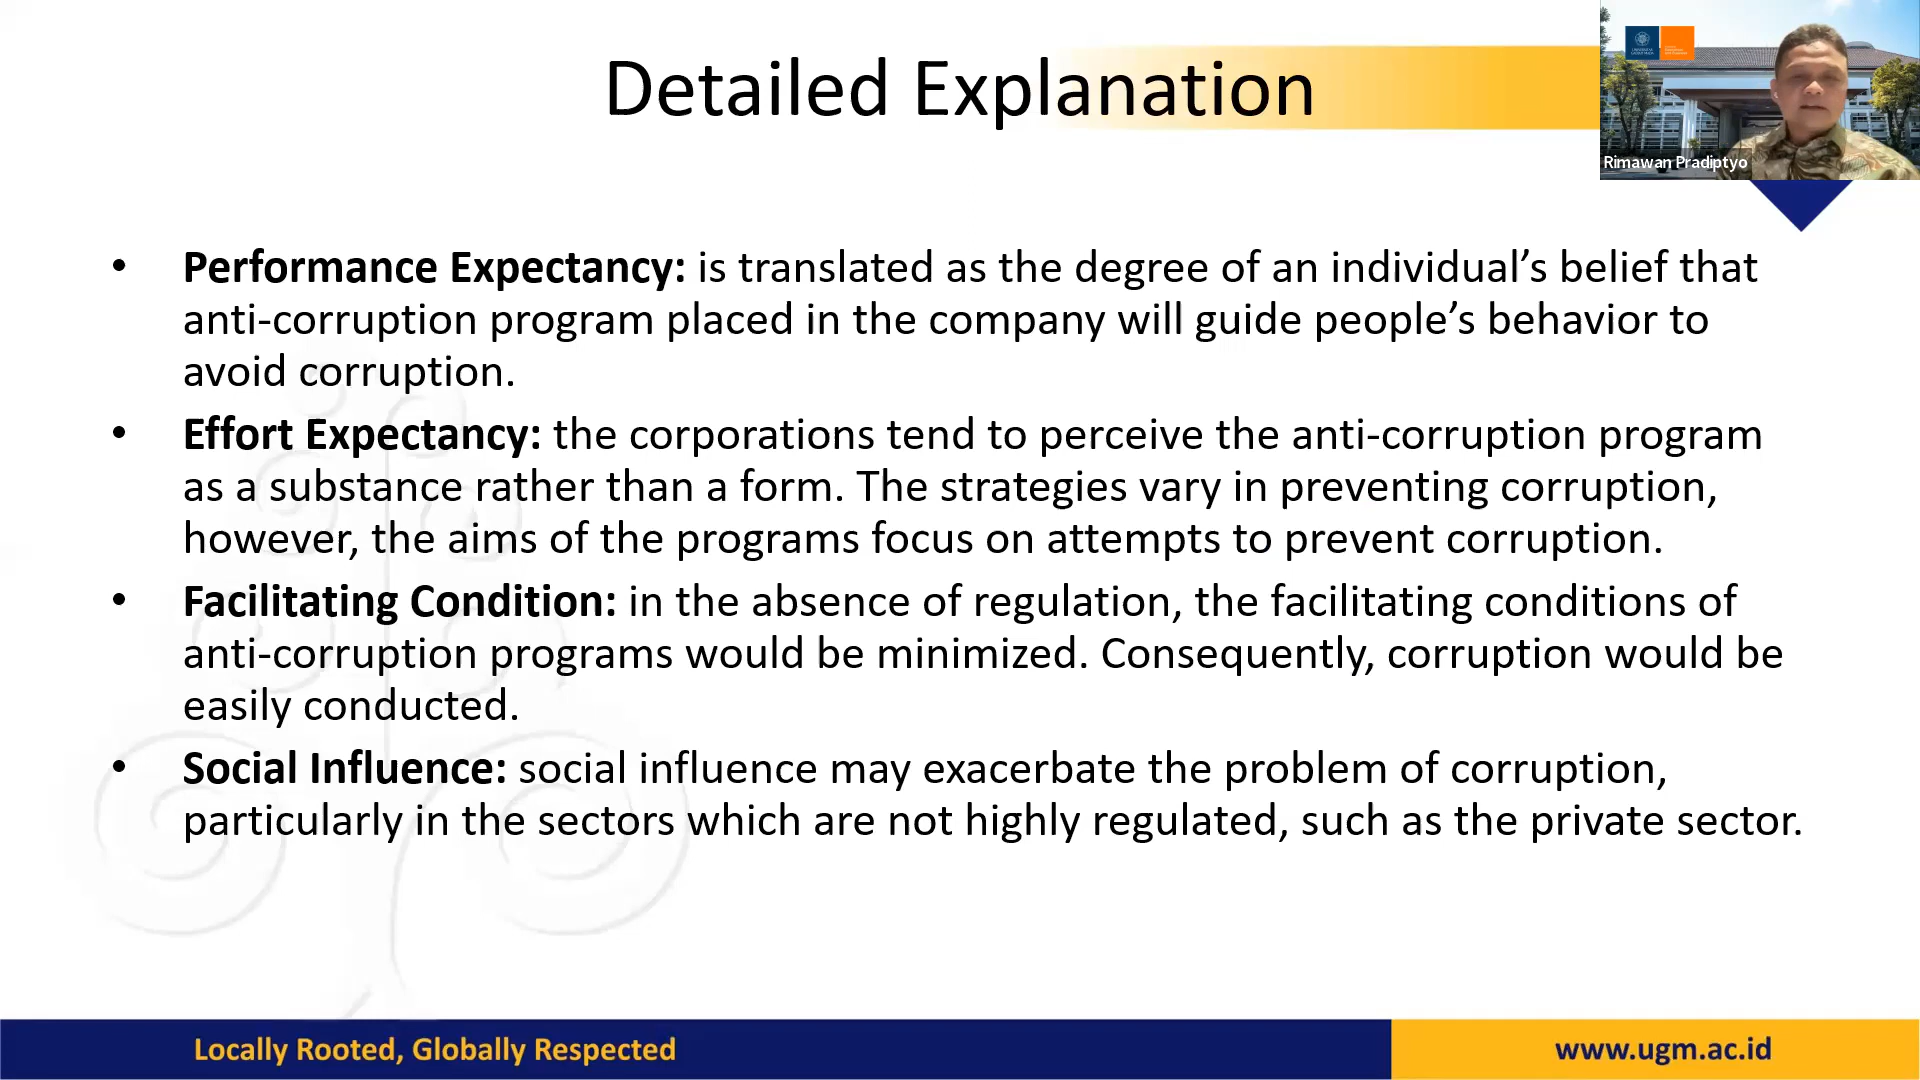 Detailed Explanation
Rimawan Pradiptyo
• Performance Expectancy: is translated as the degree of an individual’s belief that
anti-corruption program placed in the company will guide people’s behavior to
avoid corruption.
• Effort Expectancy: the corporations tend to perceive the anti-corruption program
as a substance rather than a form. The strategies vary in preventing corruption,
however, the aims of the programs focus on attempts to prevent corruption.
• Facilitating Condition: in the absence of regulation, the facilitating conditions of
anti-corruption programs would be minimized. Consequently, corruption would be
easily conducted.
• Social Influence: social influence may exacerbate the problem of corruption,
particularly in the sectors which are not highly regulated, such as the private sector.
Locally Rooted, Globally Respected
www.ugm.ac.id